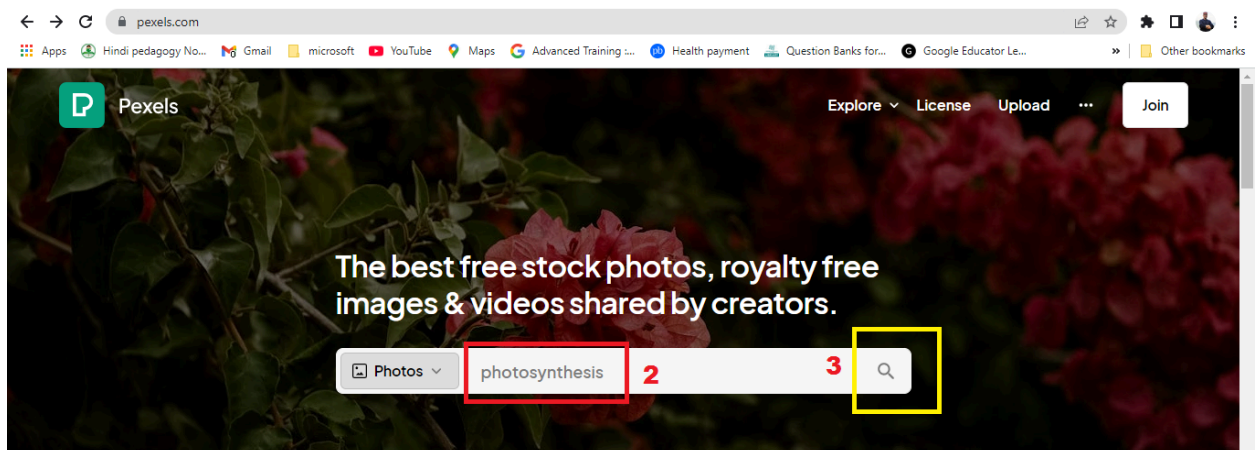 pexels.com
Apps Hindi pedagogy No... Gmail microsoft YouTube Maps Advanced Training :... Health payment Question Banks for... Google Educator Le... » Other bookmarks
Pexels Explore License Upload ... Join
The best free stock photos, royalty free
images & videos shared by creators.
Photos photosynthesis 2 3